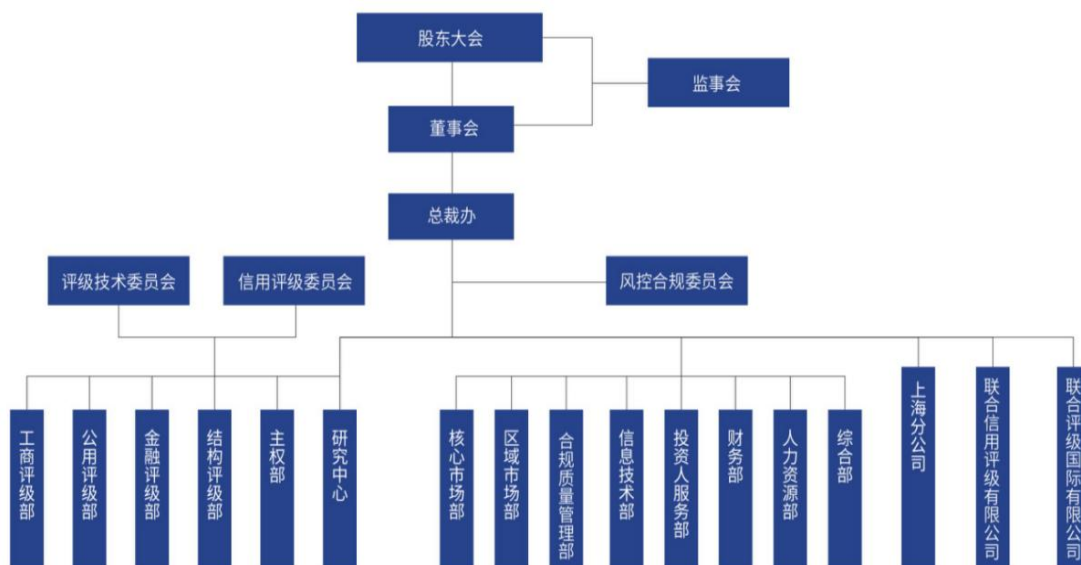 股东大会
监事会
董事会
总裁办
评级技术委员会
信用评级委员会
风控合规委员会
工商评级部
公用评级部
金融评级部
结构评级部
主权部
研究中心
核心市场部
区域市场部
合规质量管理部
信息技术部
投资人服务部
财务部
人力资源部
综合部
上海分公司
联合信用评级有限公司
联合评级国际有限公司